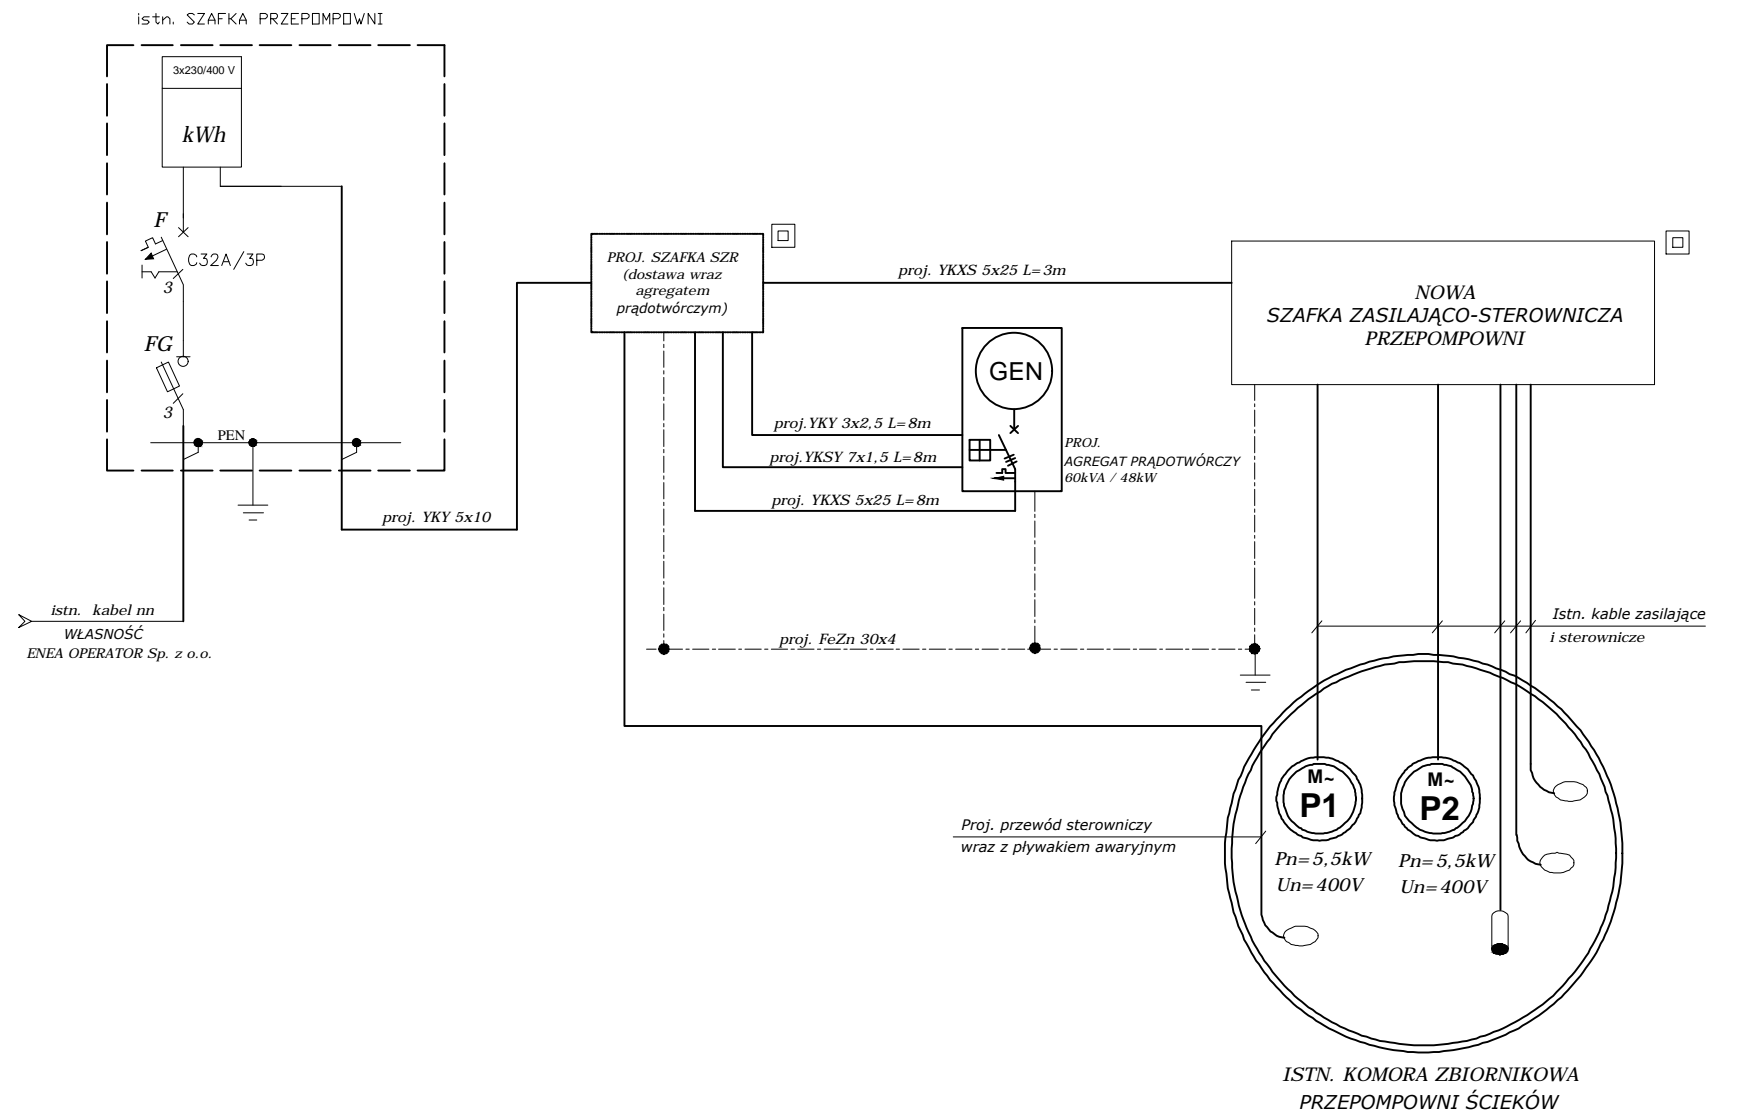 istn. SZAFKA PRZEPOMPOWNI
3x230/400 V
kWh
F
C32A/3P
3
FG
3
PEN
proj. YKY 5x10
istn. kabel nn
WŁASNOŚĆ
ENEA OPERATOR Sp. z o.o.
PROJ. SZAFKA SZR
(dostawa wraz
agregatem
prądotwórczym)
proj. YKXS 5x25 L=3m
NOWA
SZAFKA ZASILAJĄCO-STEROWNICZA
PRZEPOMPOWNI
GEN
proj.YKY 3x2,5 L=8m
proj.YKSY 7x1,5 L=8m
proj. YKXS 5x25 L=8m
PROJ.
AGREGAT PRĄDOTWÓRCZY
60kVA / 48kW
proj. FeZn 30x4
Istn. kable zasilające
i sterownicze
Proj. przewód sterowniczy
wraz z pływakiem awaryjnym
M~
P1
Pn=5,5kW
Un=400V
M~
P2
Pn=5,5kW
Un=400V
ISTN. KOMORA ZBIORNIKOWA
PRZEPOMPOWNI ŚCIEKÓW